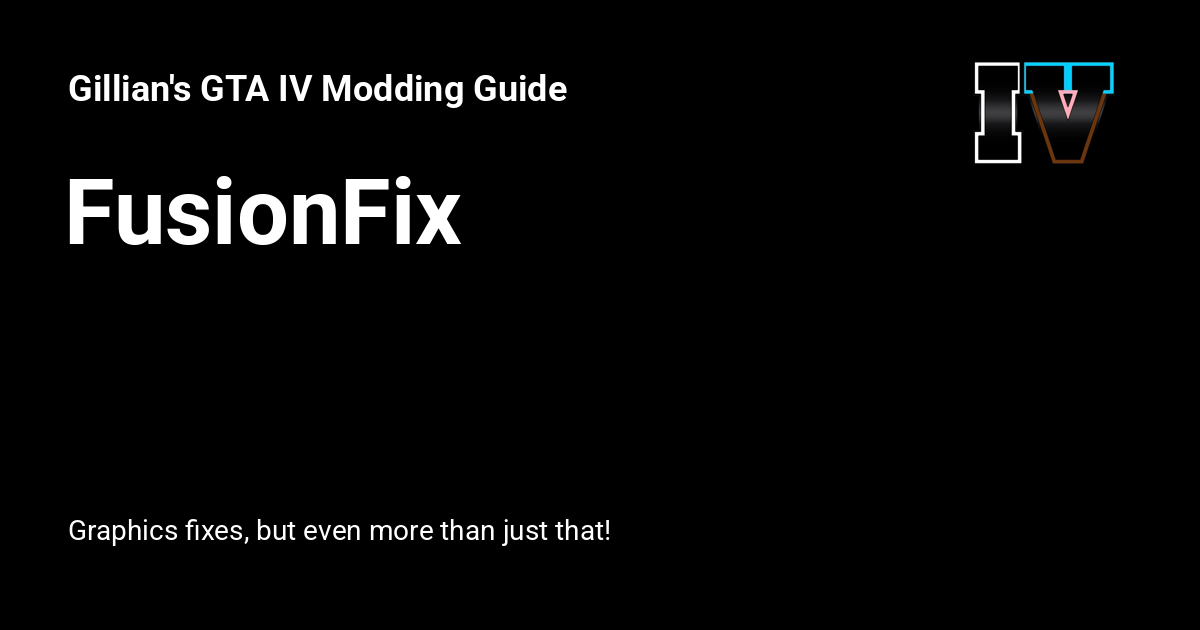 Gillian's GTA IV Modding Guide
IV
FusionFix
Graphics fixes, but even more than just that!